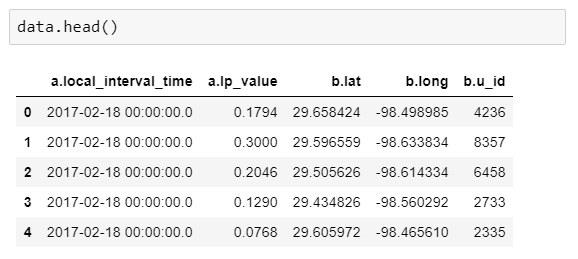 data.head()
a.local_interval_time a.lp_value b.lat b.long b.u_id
0 2017-02-18 00:00:00.0 0.1794 29.658424 -98.498985 4236
1 2017-02-18 00:00:00.0 0.3000 29.596559 -98.633834 8357
2 2017-02-18 00:00:00.0 0.2046 29.505626 -98.614334 6458
3 2017-02-18 00:00:00.0 0.1290 29.434826 -98.560292 2733
4 2017-02-18 00:00:00.0 0.0768 29.605972 -98.465610 2335